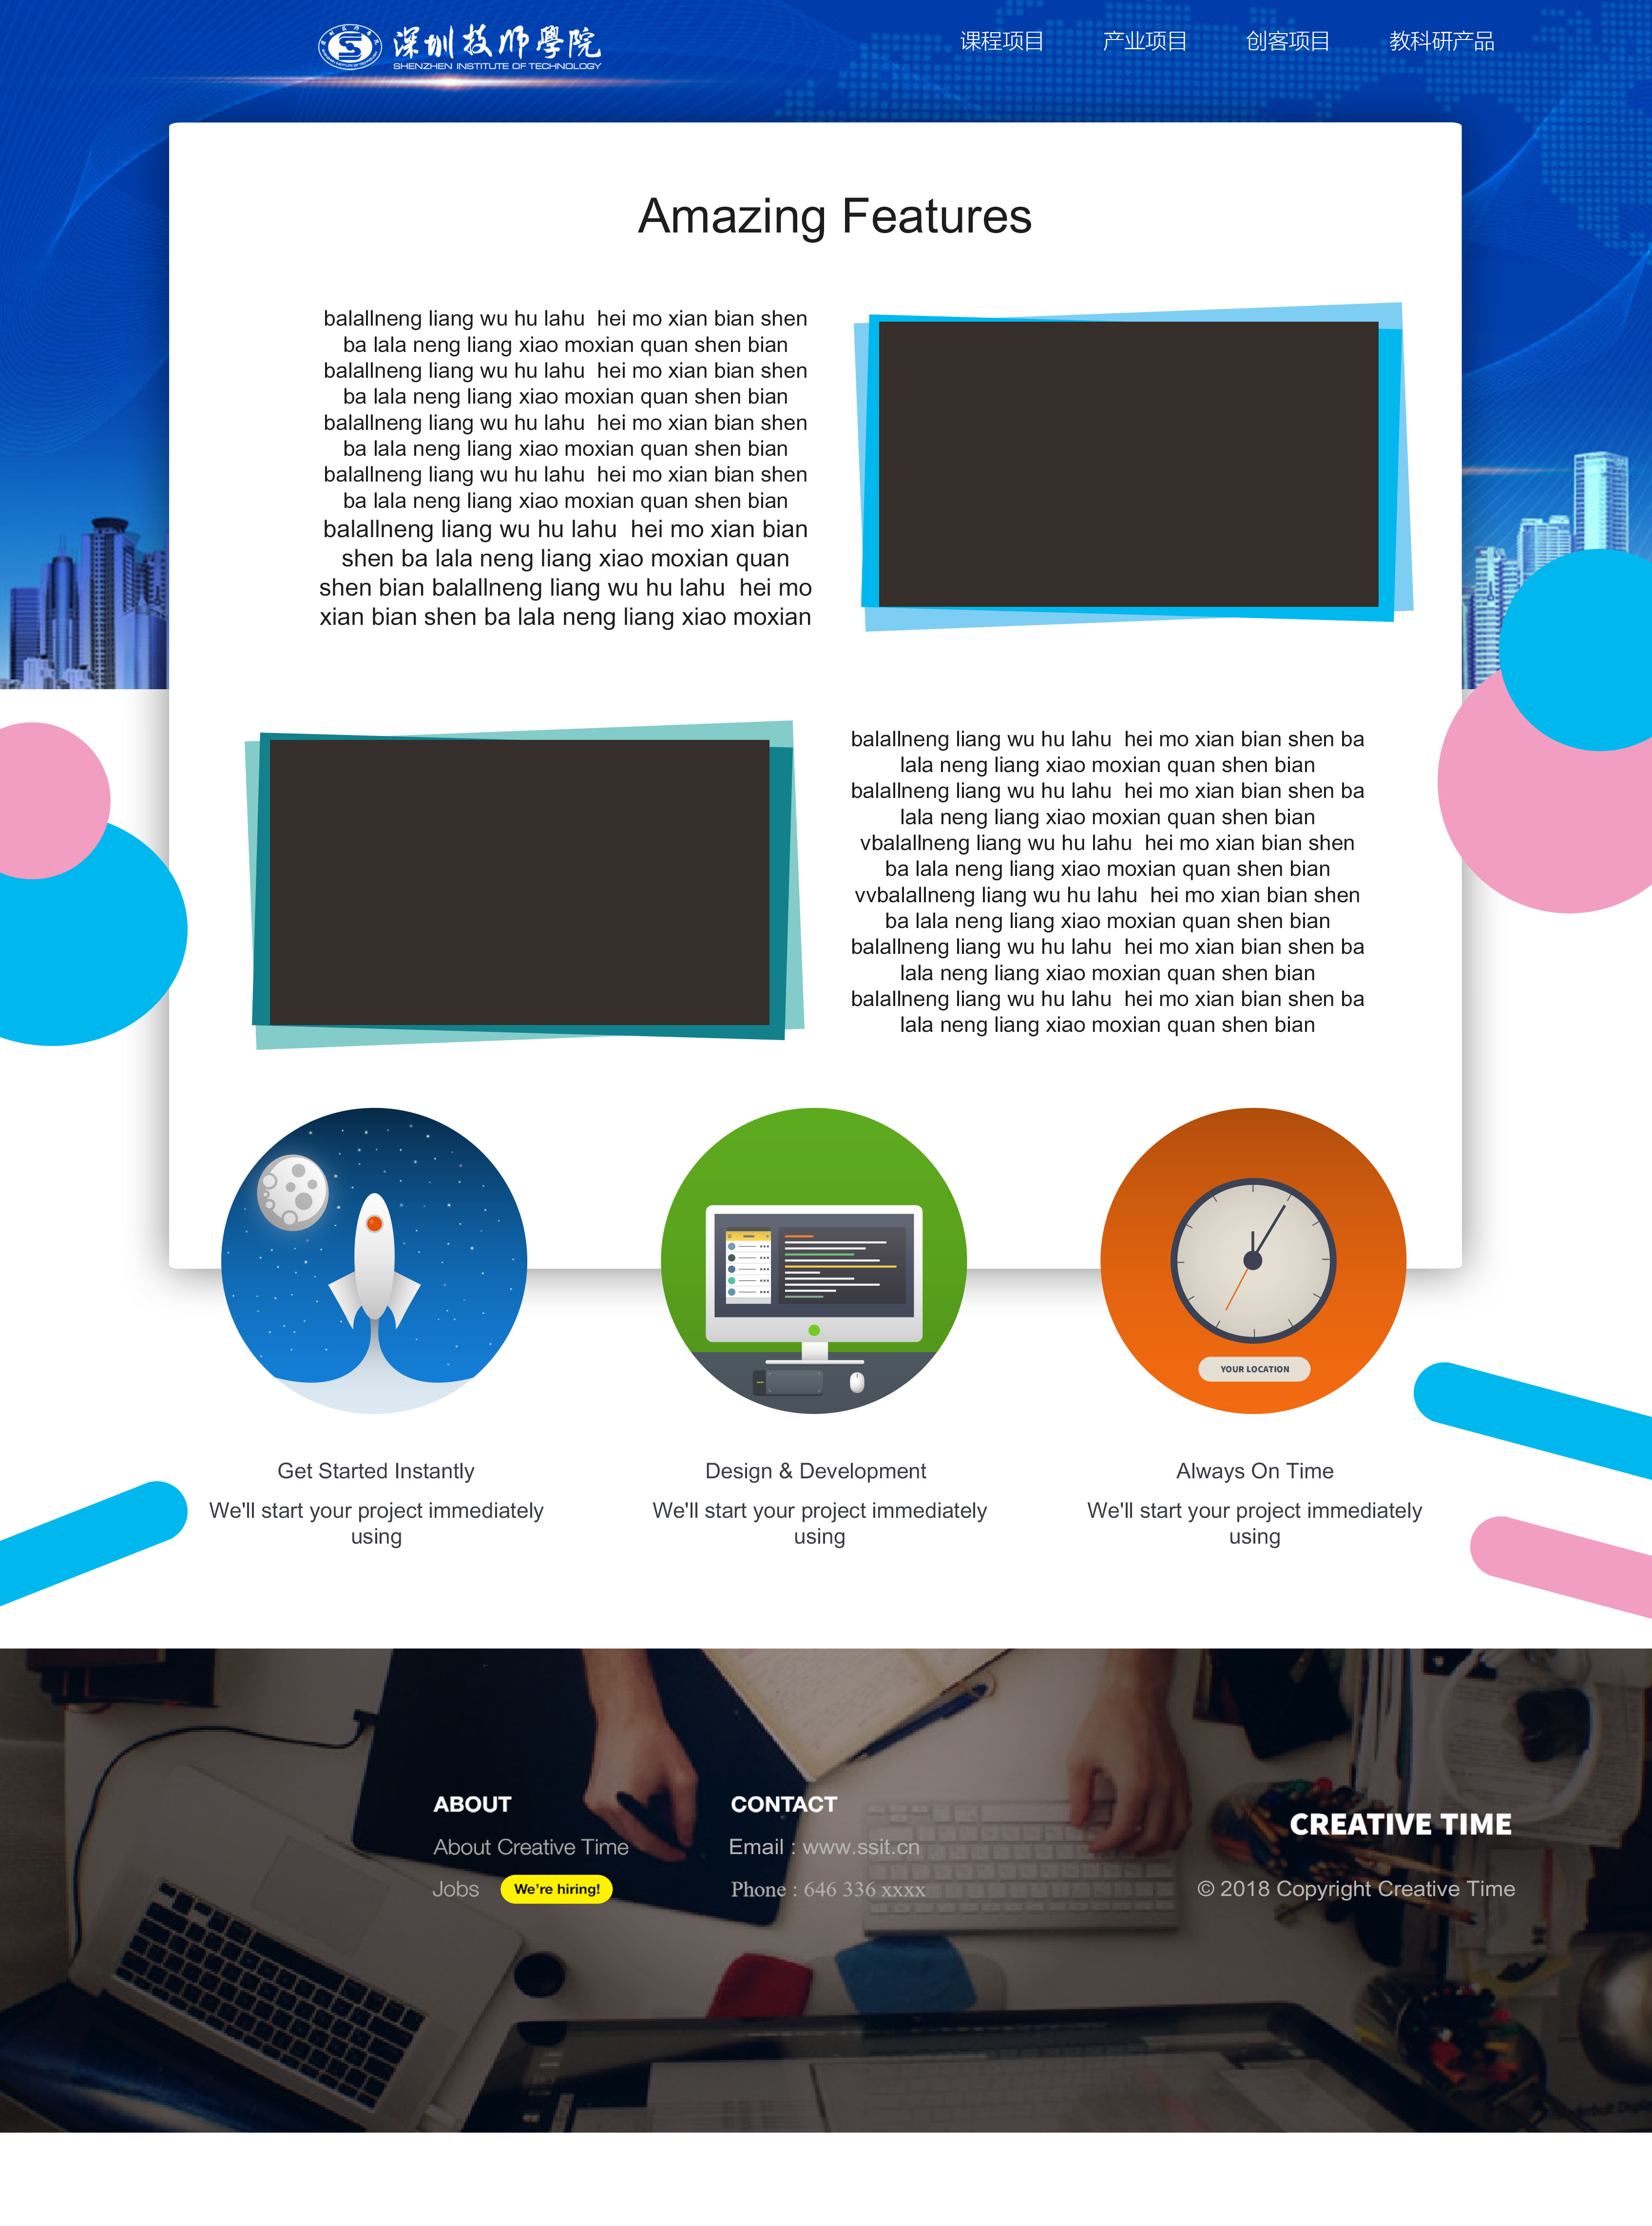 深圳技师學院
SHENZHEN INSTITUTE OF TECHNOLOGY
课程项目 产业项目 创客项目 教科研产品
Amazing Features
balallneng liang wu hu lahu  hei mo xian bian shen
ba lala neng liang xiao moxian quan shen bian
balallneng liang wu hu lahu  hei mo xian bian shen
ba lala neng liang xiao moxian quan shen bian
balallneng liang wu hu lahu  hei mo xian bian shen
ba lala neng liang xiao moxian quan shen bian
balallneng liang wu hu lahu  hei mo xian bian shen
ba lala neng liang xiao moxian quan shen bian
balallneng liang wu hu lahu  hei mo xian bian
shen ba lala neng liang xiao moxian quan
shen bian balallneng liang wu hu lahu  hei mo
xian bian shen ba lala neng liang xiao moxian
balallneng liang wu hu lahu  hei mo xian bian shen ba
lala neng liang xiao moxian quan shen bian
balallneng liang wu hu lahu  hei mo xian bian shen ba
lala neng liang xiao moxian quan shen bian
vbalallneng liang wu hu lahu  hei mo xian bian shen
ba lala neng liang xiao moxian quan shen bian
vvbalallneng liang wu hu lahu  hei mo xian bian shen
ba lala neng liang xiao moxian quan shen bian
balallneng liang wu hu lahu  hei mo xian bian shen ba
lala neng liang xiao moxian quan shen bian
balallneng liang wu hu lahu  hei mo xian bian shen ba
lala neng liang xiao moxian quan shen bian
YOUR LOCATION
Get Started Instantly
We'll start your project immediately
using
Design & Development
We'll start your project immediately
using
Always On Time
We'll start your project immediately
using
ABOUT
About Creative Time
Jobs We're hiring!
CONTACT
Email : www.ssit.cn
Phone : 646 336 xxxx
CREATIVE TIME
© 2018 Copyright Creative Time